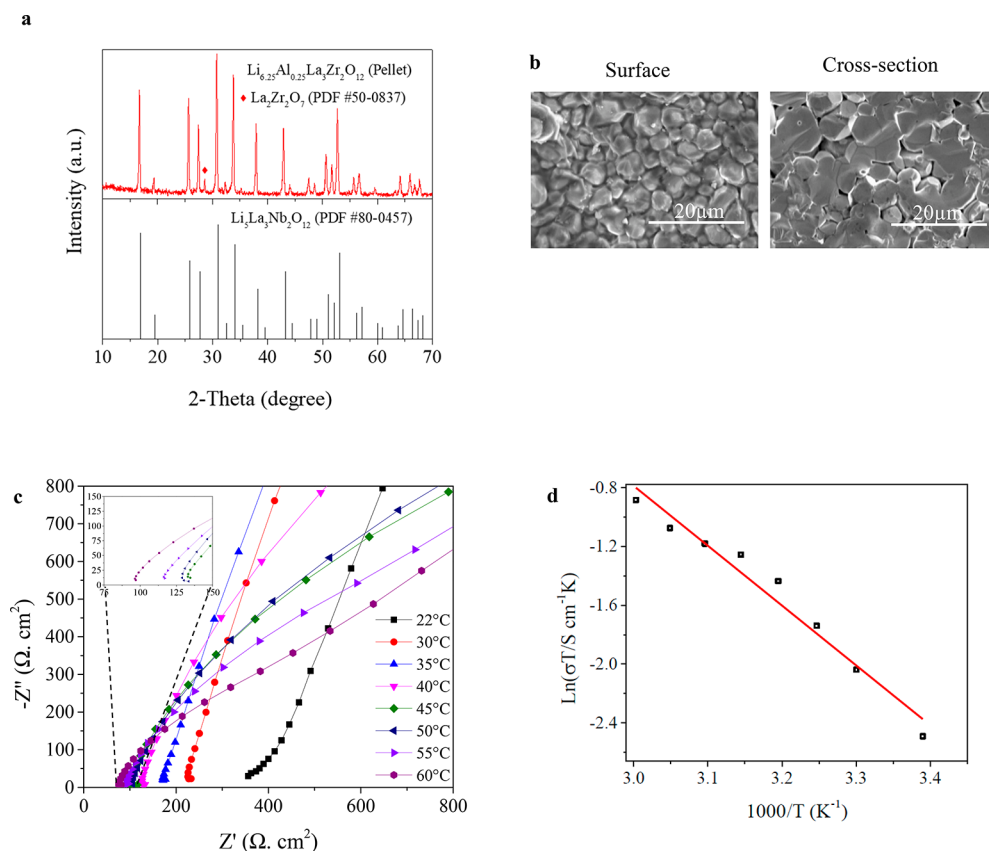 a
Li6.25Al0.25La3Zr2O12 (Pellet)
♦ La2Zr2O7 (PDF #50-0837)
Li5La3Nb2O12 (PDF #80-0457)
Intensity (a.u.)
10 20 30 40 50 60 70
2-Theta (degree)
b
Surface
Cross-section
20μm
20μm
c
800
700
600
500
400
300
200
100
0
-Z'' (Ω. cm2)
150
125
100
75
50
25
0
75 100 125 150
22°C
30°C
35°C
40°C
45°C
50°C
55°C
60°C
0 200 400 600 800
Z' (Ω. cm2)
d
-0.8
-1.2
-1.6
-2.0
-2.4
Ln(σT/S cm-1K)
3.0 3.1 3.2 3.3 3.4
1000/T (K-1)